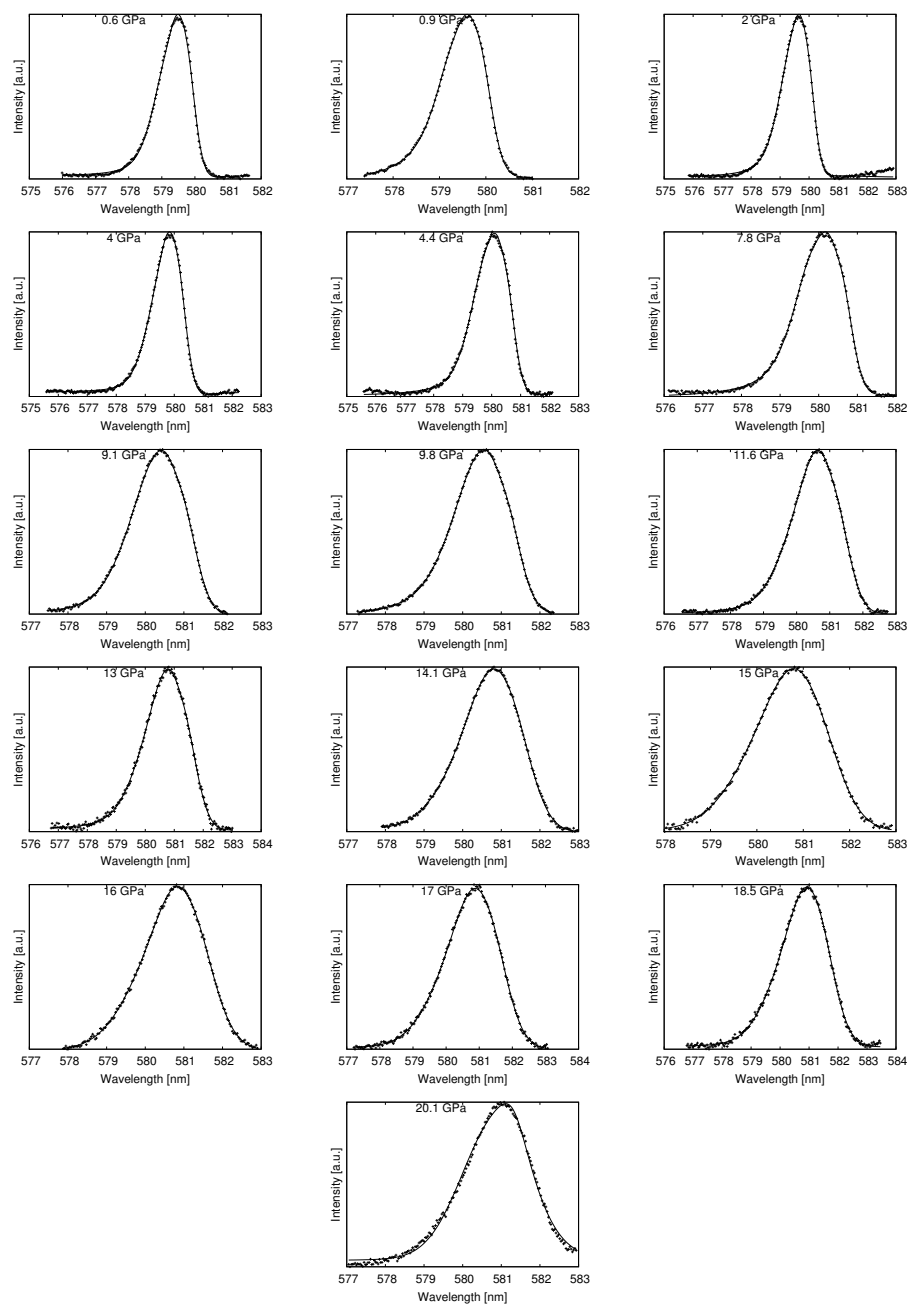 0.6 GPa
Intensity [a.u.]
575 576 577 578 579 580 581 582
Wavelength [nm]
0.9 GPa
Intensity [a.u.]
577 578 579 580 581 582
Wavelength [nm]
2 GPa
Intensity [a.u.]
575 576 577 578 579 580 581 582 583
Wavelength [nm]
4 GPa
Intensity [a.u.]
575 576 577 578 579 580 581 582 583
Wavelength [nm]
4.4 GPa
Intensity [a.u.]
575 576 577 578 579 580 581 582 583
Wavelength [nm]
7.8 GPa
Intensity [a.u.]
576 577 578 579 580 581 582
Wavelength [nm]
9.1 GPa
Intensity [a.u.]
577 578 579 580 581 582 583
Wavelength [nm]
9.8 GPa
Intensity [a.u.]
577 578 579 580 581 582 583
Wavelength [nm]
11.6 GPa
Intensity [a.u.]
576 577 578 579 580 581 582 583
Wavelength [nm]
13 GPa
Intensity [a.u.]
576 577 578 579 580 581 582 583 584
Wavelength [nm]
14.1 GPa
Intensity [a.u.]
577 578 579 580 581 582 583
Wavelength [nm]
15 GPa
Intensity [a.u.]
578 579 580 581 582 583
Wavelength [nm]
16 GPa
Intensity [a.u.]
577 578 579 580 581 582 583
Wavelength [nm]
17 GPa
Intensity [a.u.]
577 578 579 580 581 582 583 584
Wavelength [nm]
18.5 GPa
Intensity [a.u.]
576 577 578 579 580 581 582 583 584
Wavelength [nm]
20.1 GPa
Intensity [a.u.]
577 578 579 580 581 582 583
Wavelength [nm]